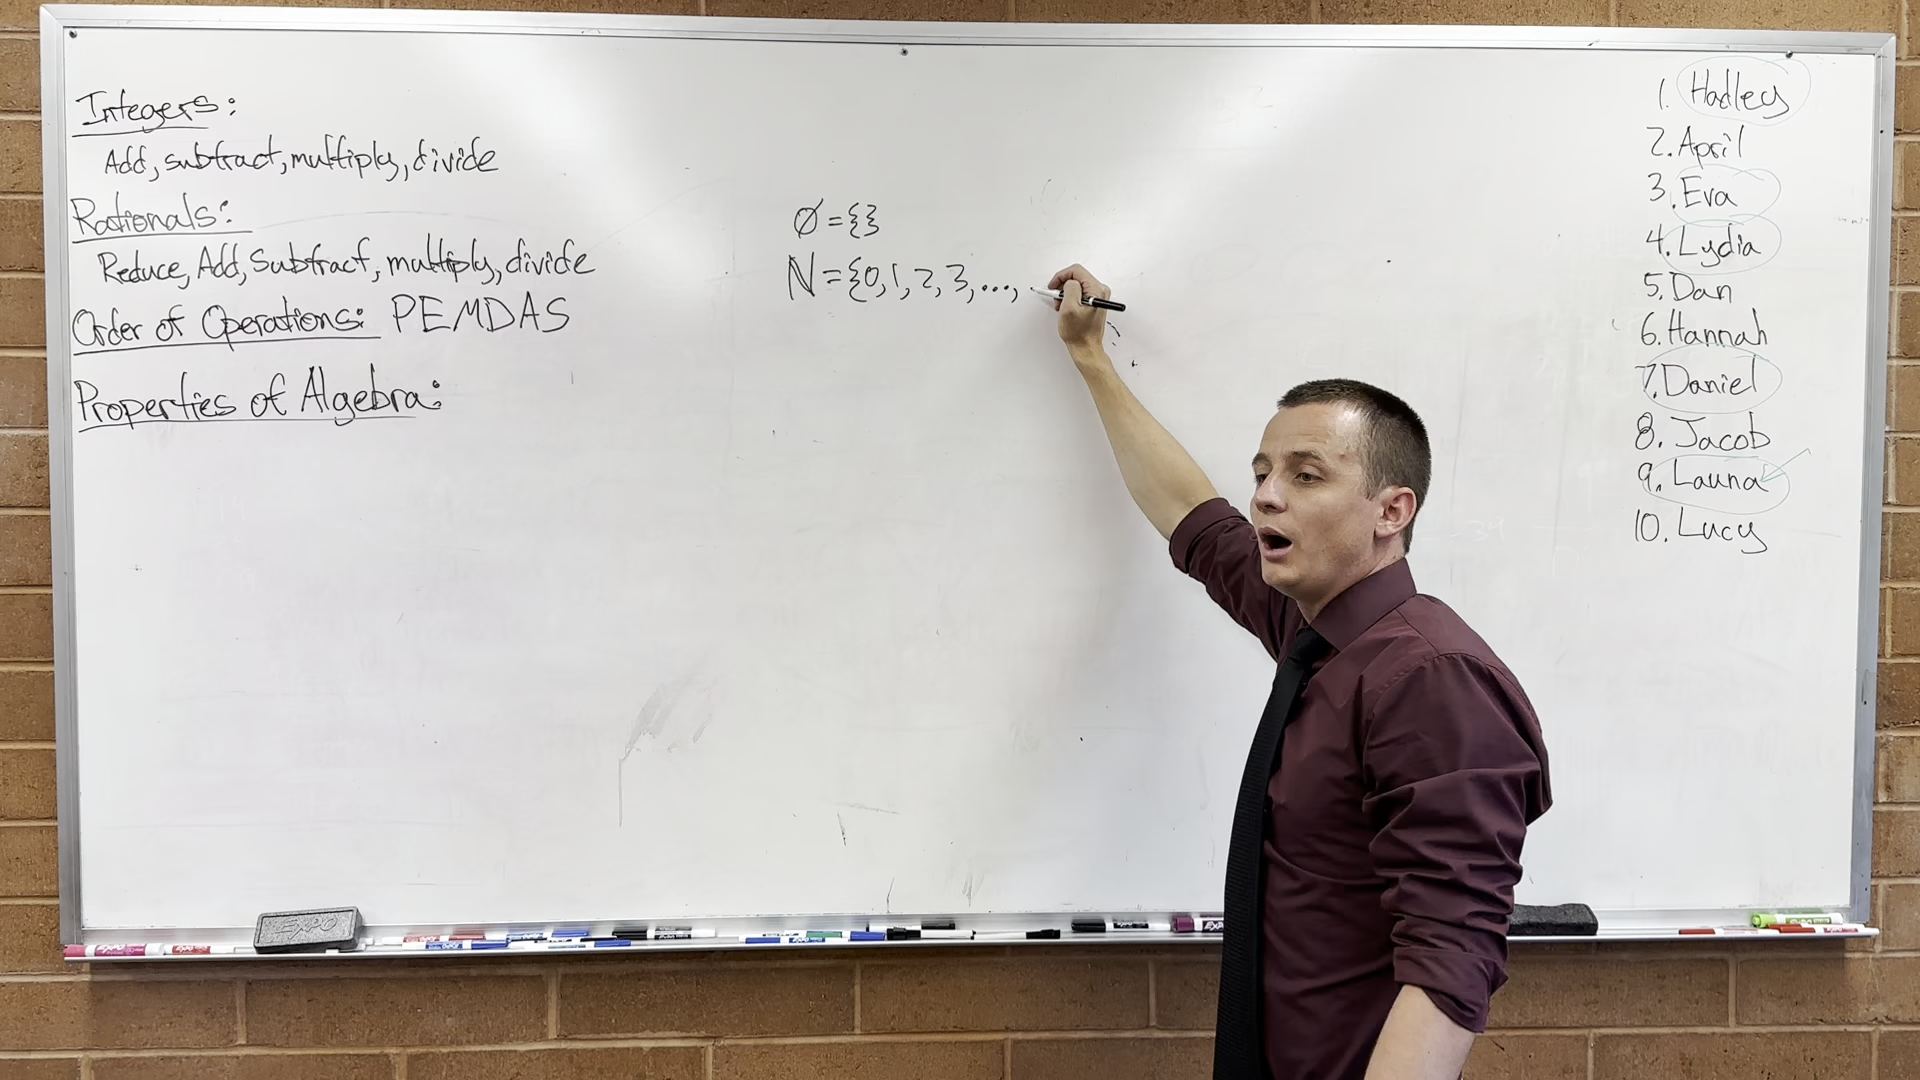 Integers:
Add, subtract, multiply, divide
Rationals:
Reduce, Add, Subtract, multiply, divide
Order of Operations: PEMDAS
Properties of Algebra:
∅={}
ℕ={0,1,2,3,...,
1. Hadley
2. April
3. Eva
4. Lydia
5. Dan
6. Hannah
7. Daniel
8. Jacob
9. Launa
10. Lucy
EXPO